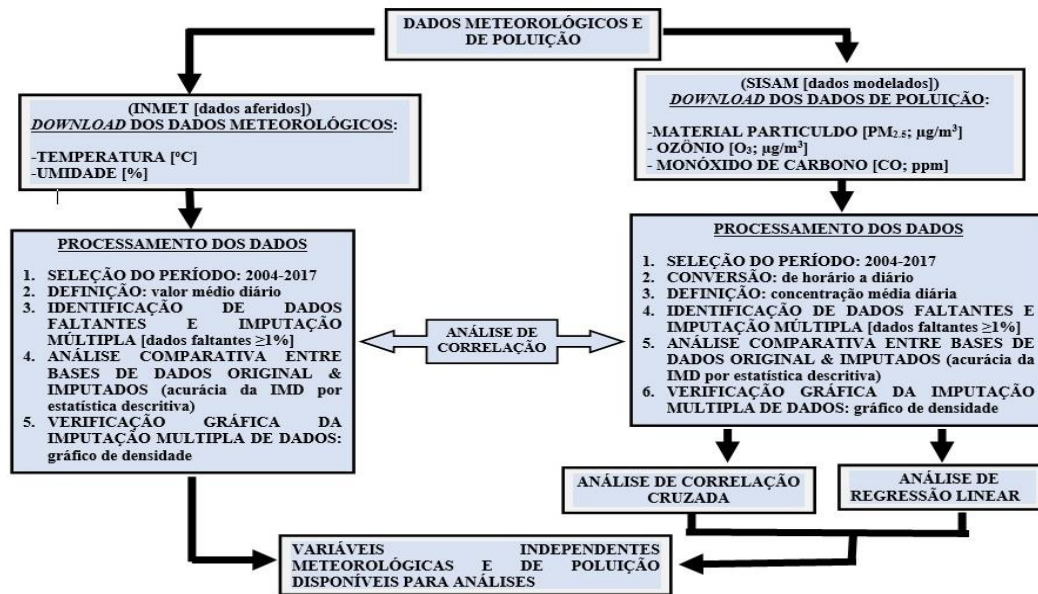 DADOS METEOROLÓGICOS E
DE POLUIÇÃO
(INMET [dados aferidos])
DOWNLOAD DOS DADOS METEOROLÓGICOS:
-TEMPERATURA [ºC]
-UMIDADE [%]
(SISAM [dados modelados])
DOWNLOAD DOS DADOS DE POLUIÇÃO:
-MATERIAL PARTICULDO [PM₂.₅; µg/m³]
- OZÔNIO [O₃; µg/m³]
- MONÓXIDO DE CARBONO [CO; ppm]
PROCESSAMENTO DOS DADOS
1. SELEÇÃO DO PERÍODO: 2004-2017
2. DEFINIÇÃO: valor médio diário
3. IDENTIFICAÇÃO DE DADOS
FALTANTES E IMPUTAÇÃO
MÚLTIPLA [dados faltantes ≥1%]
4. ANÁLISE COMPARATIVA ENTRE
BASES DE DADOS ORIGINAL &
IMPUTADOS (acurácia da IMD por
estatística descritiva)
5. VERIFICAÇÃO GRÁFICA DA
IMPUTAÇÃO MULTIPLA DE DADOS:
gráfico de densidade
ANÁLISE DE
CORRELAÇÃO
PROCESSAMENTO DOS DADOS
1. SELEÇÃO DO PERÍODO: 2004-2017
2. CONVERSÃO: de horário a diário
3. DEFINIÇÃO: concentração média diária
4. IDENTIFICAÇÃO DE DADOS FALTANTES E
IMPUTAÇÃO MÚLTIPLA [dados faltantes ≥1%]
5. ANÁLISE COMPARATIVA ENTRE BASES DE
DADOS ORIGINAL & IMPUTADOS (acurácia da
IMD por estatística descritiva)
6. VERIFICAÇÃO GRÁFICA DA IMPUTAÇÃO
MULTIPLA DE DADOS: gráfico de densidade
ANÁLISE DE CORRELAÇÃO
CRUZADA
ANÁLISE DE
REGRESSÃO LINEAR
VARIÁVEIS INDEPENDENTES
METEOROLÓGICAS E DE POLUIÇÃO
DISPONÍVEIS PARA ANÁLISES